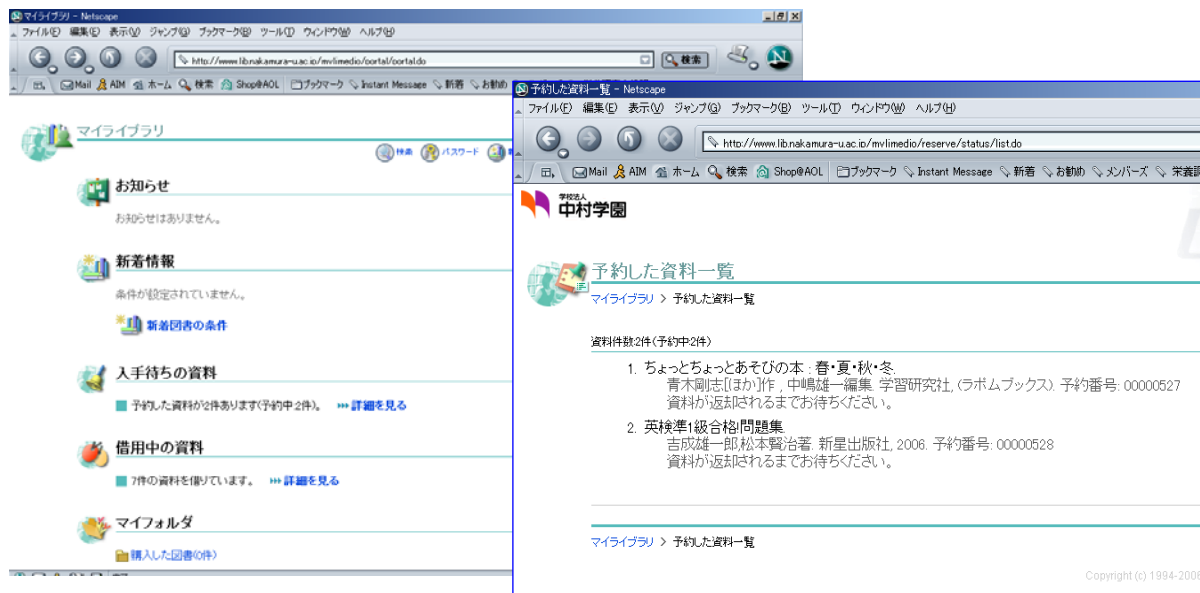 マイライブラリ - Netscape
ファイル(F) 編集(E) 表示(V) ジャンプ(G) ブックマーク(B) ツール(T) ウィンドウ(W) ヘルプ(H)
http://www.lib.nakamura-u.ac.jp/mylimedio/portal/portal.do
検索
Mail AIM ホーム 検索 Shop@AOL ブックマーク Instant Message 新着 お勧め
マイライブラリ
検索 パスワード
お知らせ
お知らせはありません。
新着情報
条件が設定されていません。
新着図書の条件
入手待ちの資料
予約した資料が2件あります(予約中:2件)。 詳細を見る
借用中の資料
7件の資料を借りています。 詳細を見る
マイフォルダ
購入した図書(0件)
予約した資料一覧 - Netscape
ファイル(F) 編集(E) 表示(V) ジャンプ(G) ブックマーク(B) ツール(T) ウィンドウ(W) ヘルプ(H)
http://www.lib.nakamura-u.ac.jp/mylimedio/reserve/status/list.do
Mail AIM ホーム 検索 Shop@AOL ブックマーク Instant Message 新着 お勧め メンバーズ
学校法人
中村学園
予約した資料一覧
マイライブラリ > 予約した資料一覧
資料件数:2件(予約中:2件)
1. ちょっとちょっとあそびの本 : 春・夏・秋・冬.
青木剛志[ほか]作 , 中嶋雄一編集. 学習研究社, (ラポムブックス). 予約番号: 00000527
資料が返却されるまでお待ちください。
2. 英検準1級合格!問題集.
吉成雄一郎,松本賢治著. 新星出版社, 2006. 予約番号: 00000528
資料が返却されるまでお待ちください。
マイライブラリ > 予約した資料一覧
Copyright (c) 1994-2006